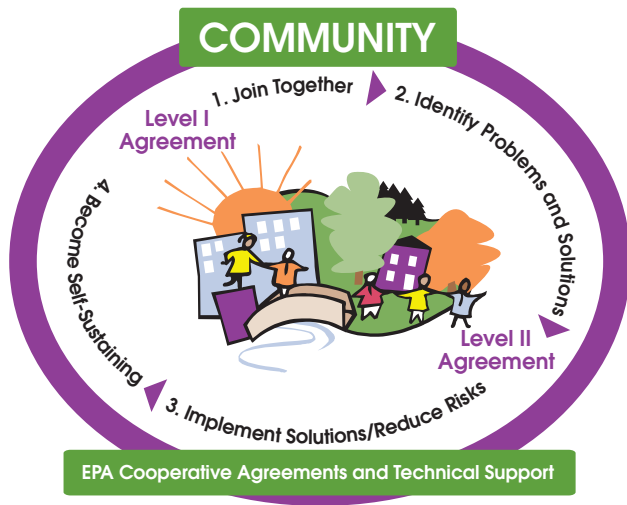 COMMUNITY
1. Join Together
2. Identify Problems and Solutions
Level I
Agreement
Level II
Agreement
3. Implement Solutions/Reduce Risks
4. Become Self-Sustaining
EPA Cooperative Agreements and Technical Support